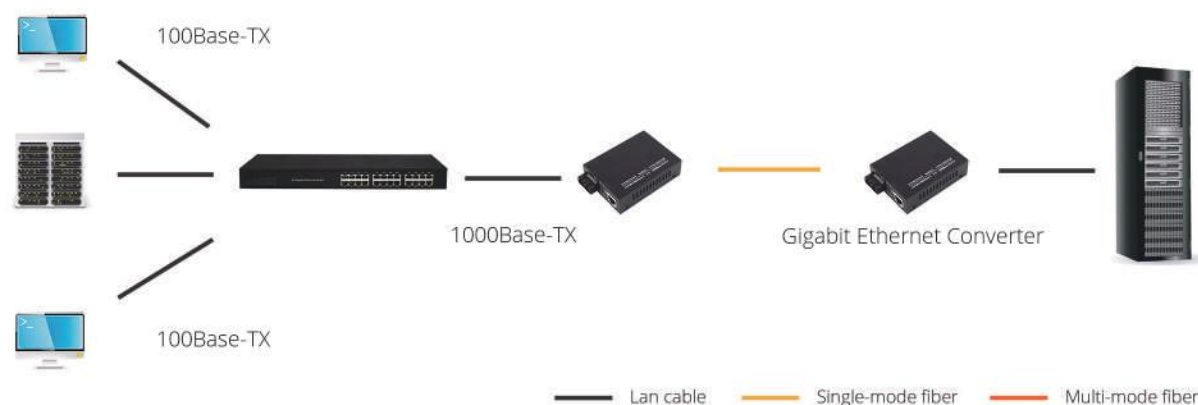 100Base-TX
1000Base-TX
Gigabit Ethernet Converter
100Base-TX
Lan cable
Single-mode fiber
Multi-mode fiber